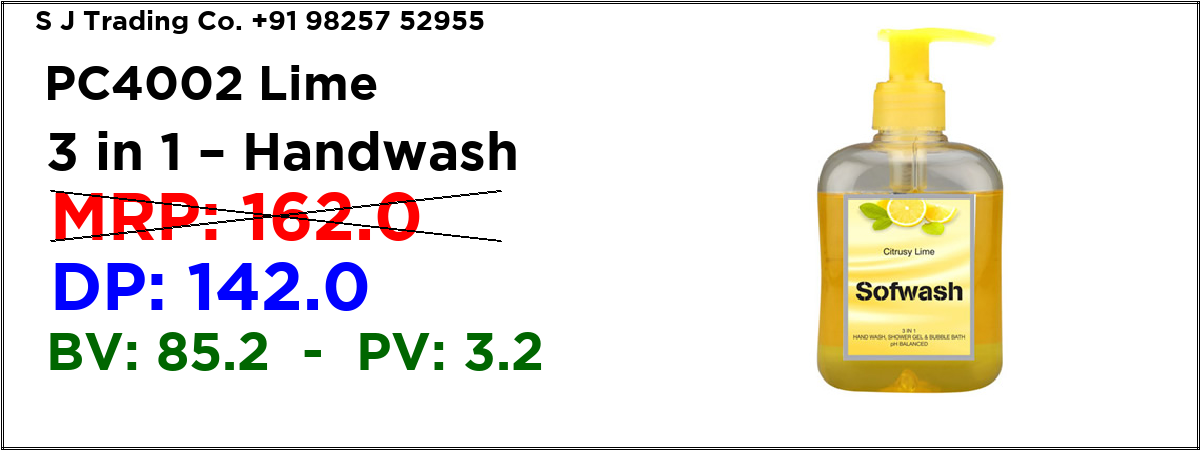 S J Trading Co. +91 98257 52955
PC4002 Lime
3 in 1 – Handwash
MRP: 162.0
DP: 142.0
BV: 85.2 - PV: 3.2
Citrusy Lime
Sofwash
3 IN 1
HAND WASH, SHOWER GEL & BUBBLE BATH
pH BALANCED